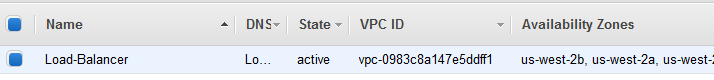 Name DNS State VPC ID Availability Zones
Load-Balancer Lo... active vpc-0983c8a147e5ddff1 us-west-2b, us-west-2a, us-west-2